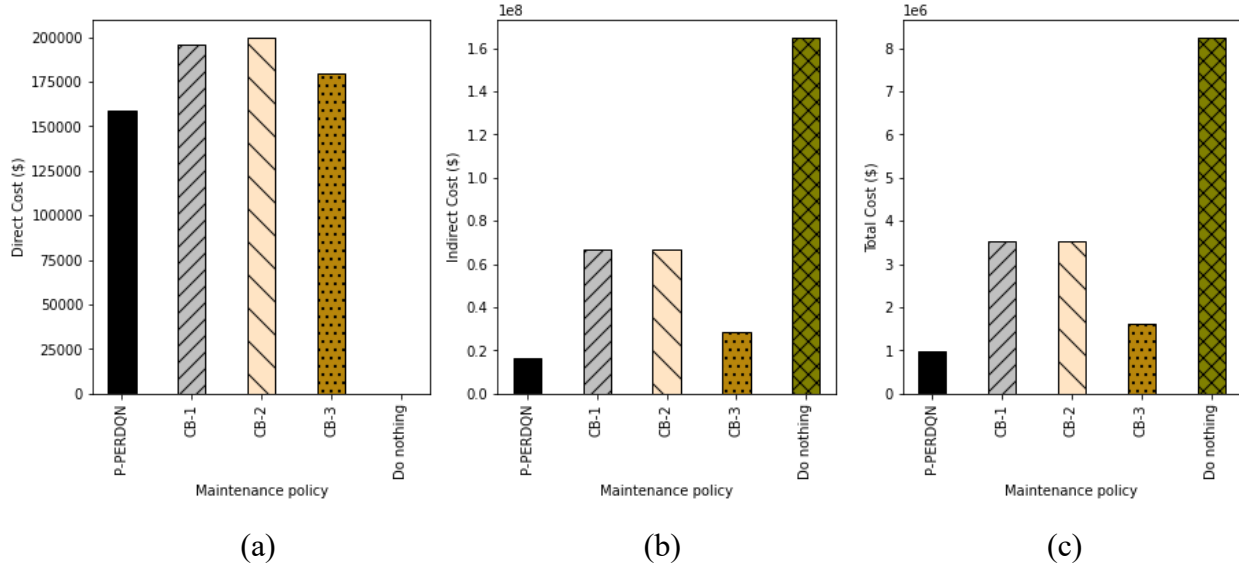 200000
175000
150000
125000
100000
75000
50000
25000
0
Direct Cost ($)
P-PERDQN
CB-1
CB-2
CB-3
Do nothing
Maintenance policy
(a)
1e8
1.6
1.4
1.2
1.0
0.8
0.6
0.4
0.2
0.0
Indirect Cost ($)
P-PERDQN
CB-1
CB-2
CB-3
Do nothing
Maintenance policy
(b)
1e6
8
7
6
5
4
3
2
1
0
Total Cost ($)
P-PERDQN
CB-1
CB-2
CB-3
Do nothing
Maintenance policy
(c)